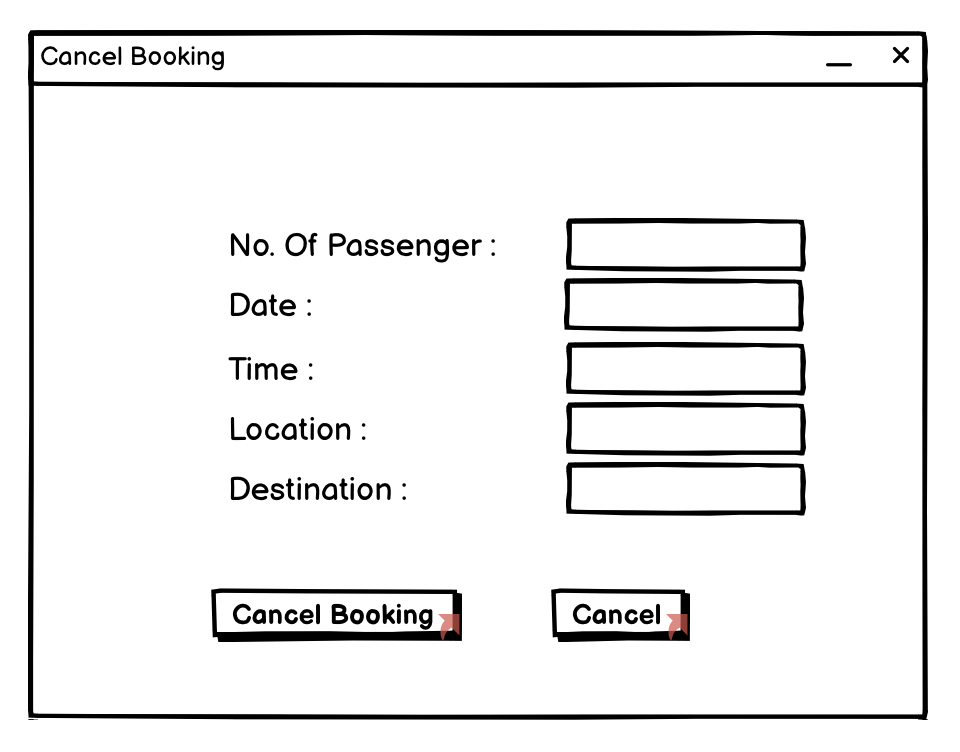 Cancel Booking
No. Of Passenger :
Date :
Time :
Location :
Destination :
Cancel Booking
Cancel